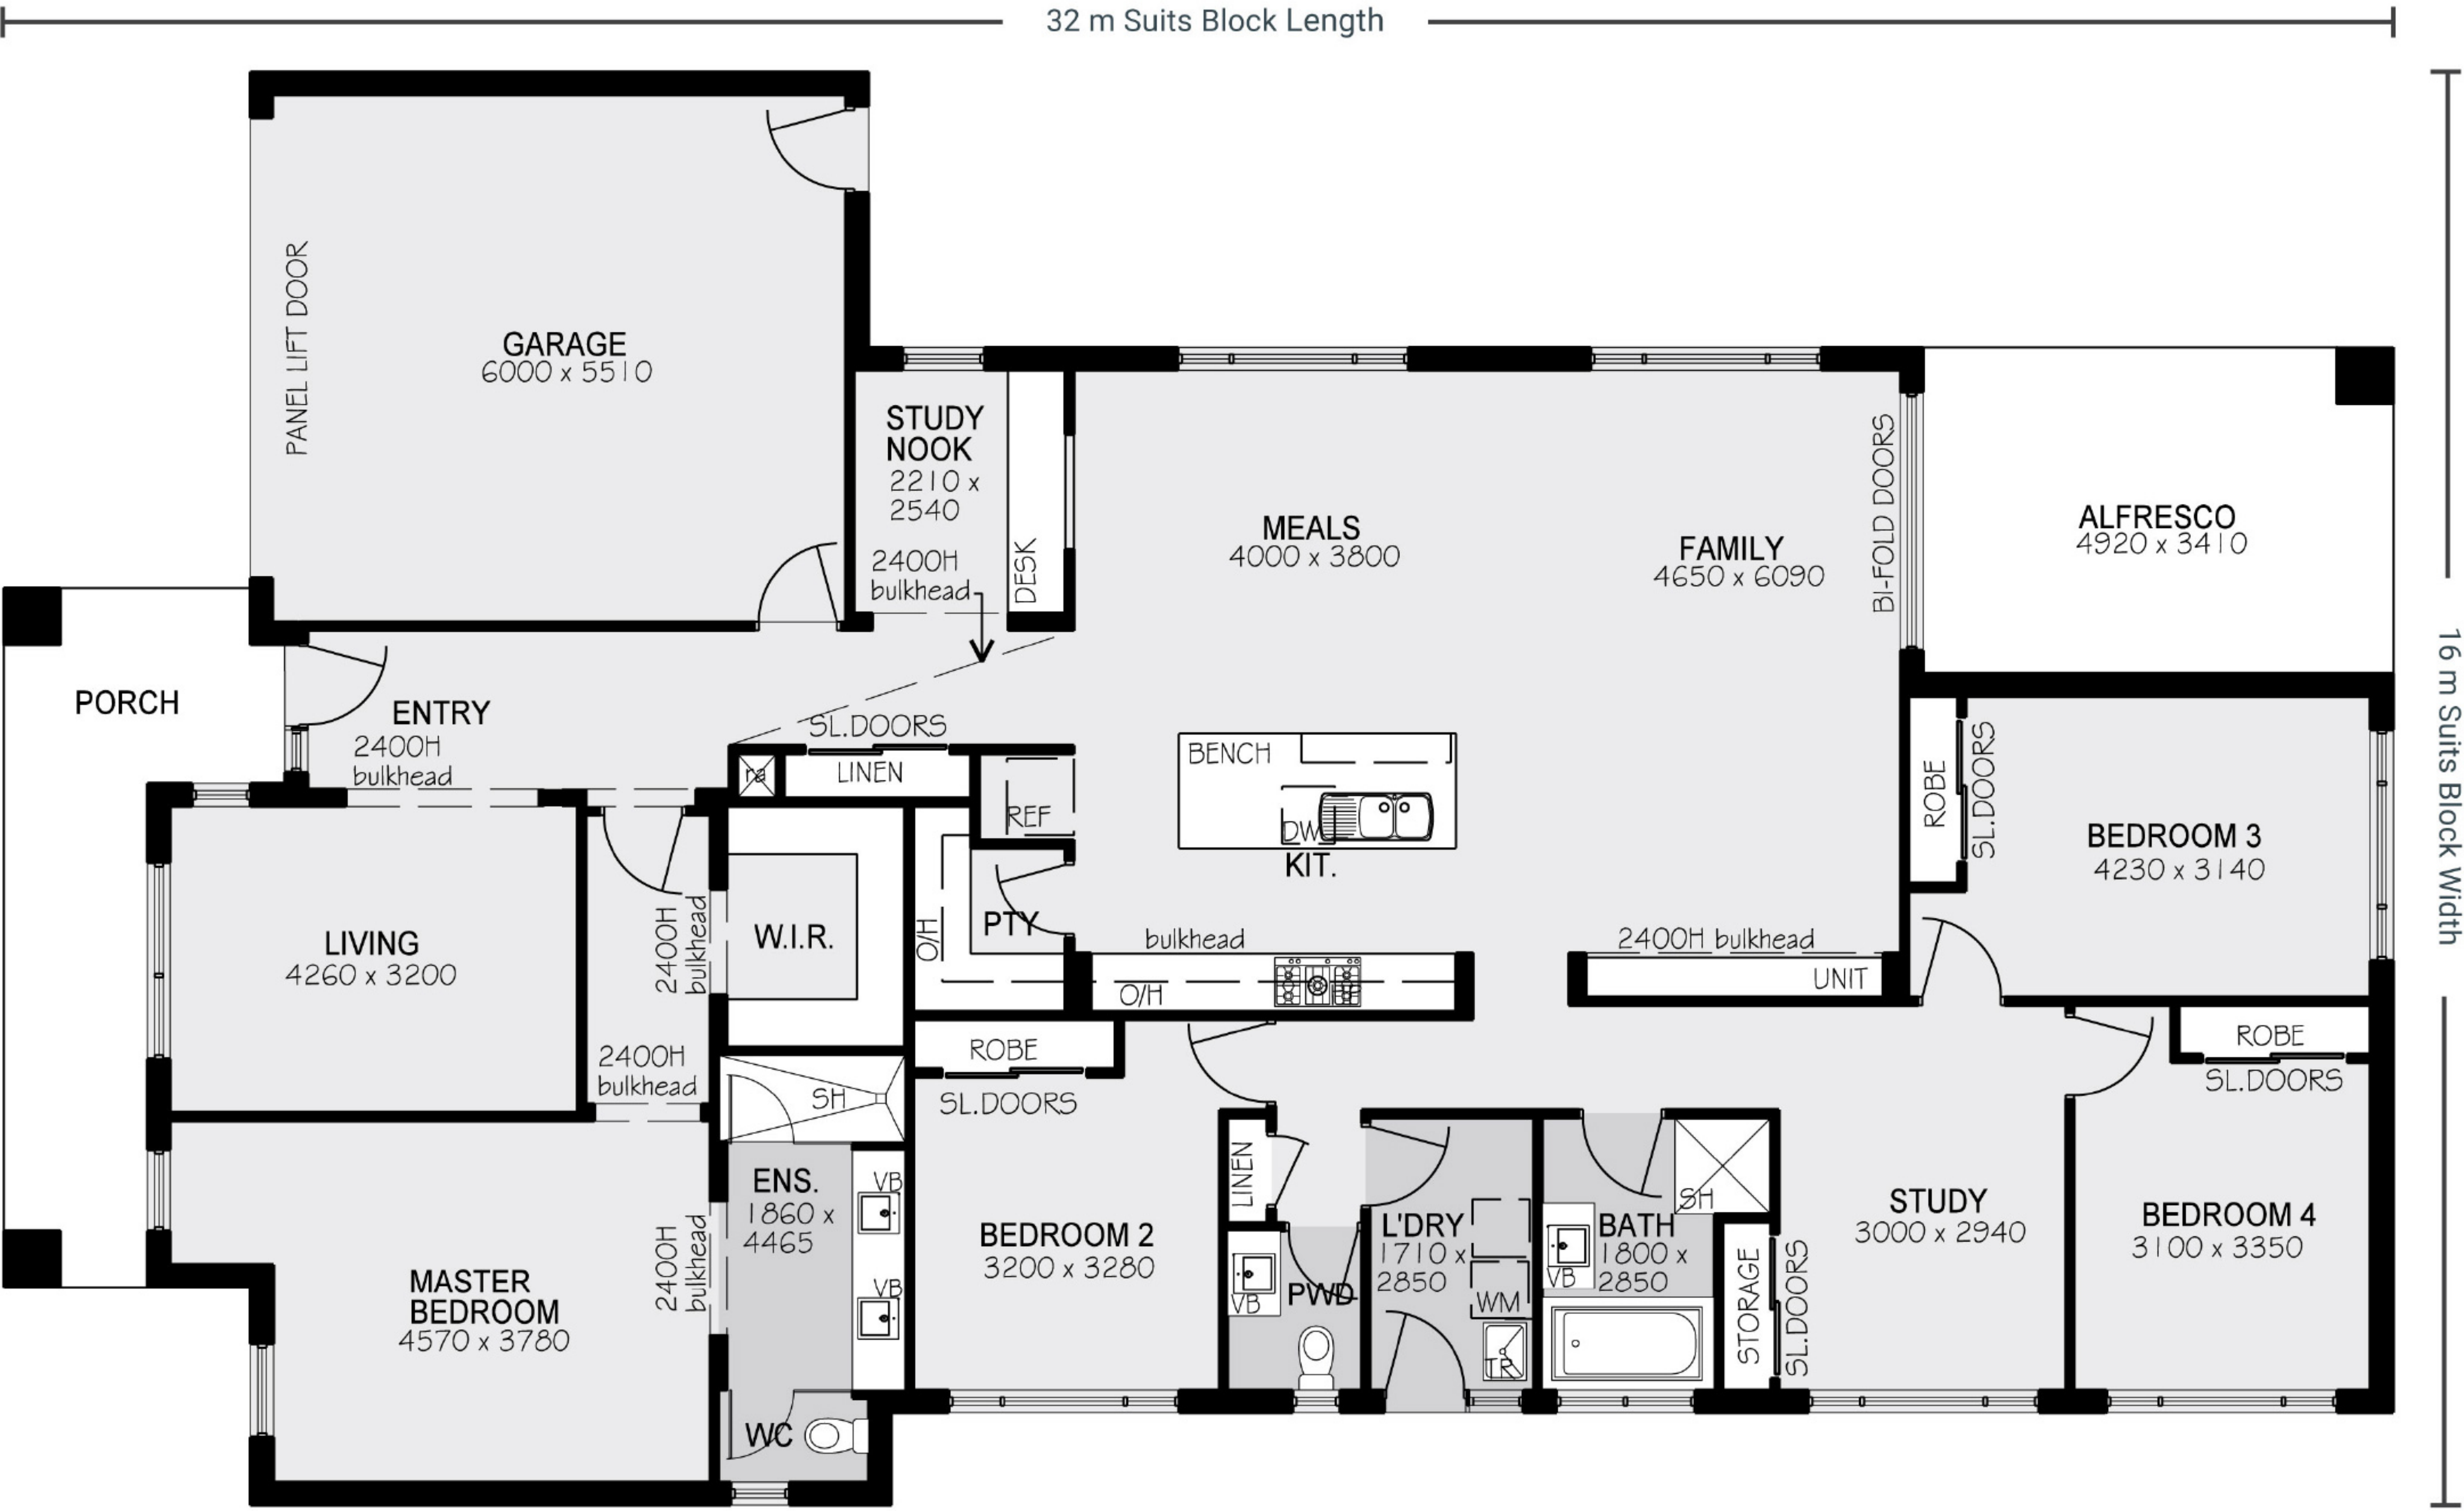 32 m Suits Block Length
16 m Suits Block Width
PANEL LIFT DOOR
GARAGE
6000 x 5510
STUDY
NOOK
2210 x
2540
2400H
bulkhead
DESK
MEALS
4000 x 3800
FAMILY
4650 x 6090
BI-FOLD DOORS
ALFRESCO
4920 x 3410
PORCH
ENTRY
2400H
bulkhead
SL.DOORS
ra
LINEN
REF
BENCH
DW
KIT.
ROBE
SL.DOORS
BEDROOM 3
4230 x 3140
LIVING
4260 x 3200
2400H
bulkhead
W.I.R.
O/H
PTY
bulkhead
O/H
2400H bulkhead
UNIT
2400H
bulkhead
SH
ROBE
SL.DOORS
ROBE
SL.DOORS
ENS.
1860 x
4465
VB
VB
2400H
bulkhead
MASTER
BEDROOM
4570 x 3780
WC
BEDROOM 2
3200 x 3280
LINEN
VB
PWD
L'DRY
1710 x
2850
WM
TR
SH
BATH
1800 x
2850
VB
STORAGE
SL.DOORS
STUDY
3000 x 2940
BEDROOM 4
3100 x 3350